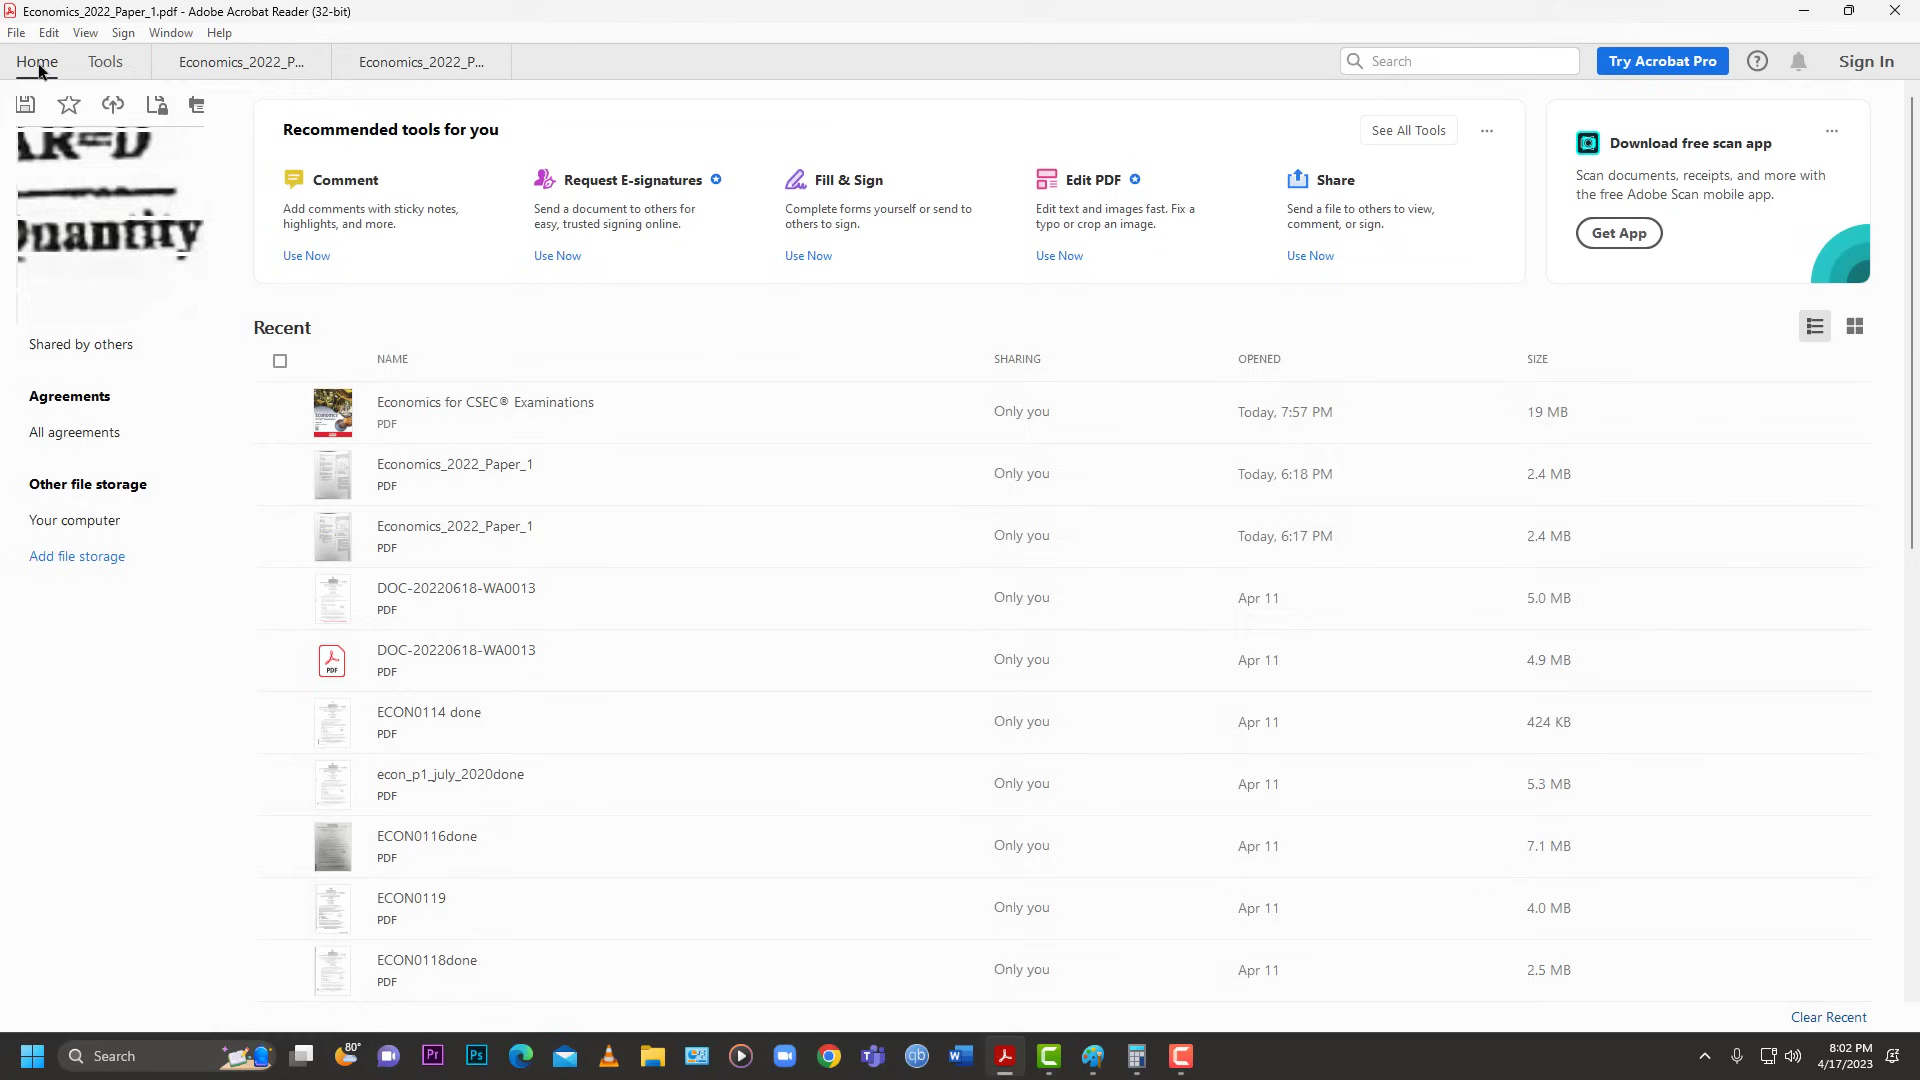 Economics_2022_Paper_1.pdf - Adobe Acrobat Reader (32-bit)
File Edit View Sign Window Help
Home Tools Economics_2022_P... Economics_2022_P... Search Try Acrobat Pro Sign In
AR=D
Quantity
Shared by others
Agreements
All agreements
Other file storage
Your computer
Add file storage
Recommended tools for you
See All Tools
Comment
Add comments with sticky notes,
highlights, and more.
Use Now
Request E-signatures
Send a document to others for
easy, trusted signing online.
Use Now
Fill & Sign
Complete forms yourself or send to
others to sign.
Use Now
Edit PDF
Edit text and images fast. Fix a
typo or crop an image.
Use Now
Share
Send a file to others to view,
comment, or sign.
Use Now
Download free scan app
Scan documents, receipts, and more with
the free Adobe Scan mobile app.
Get App
Recent
NAME SHARING OPENED SIZE
Economics for CSEC® Examinations
PDF
Only you Today, 7:57 PM 19 MB
Economics_2022_Paper_1
PDF
Only you Today, 6:18 PM 2.4 MB
Economics_2022_Paper_1
PDF
Only you Today, 6:17 PM 2.4 MB
DOC-20220618-WA0013
PDF
Only you Apr 11 5.0 MB
DOC-20220618-WA0013
PDF
Only you Apr 11 4.9 MB
ECON0114 done
PDF
Only you Apr 11 424 KB
econ_p1_july_2020done
PDF
Only you Apr 11 5.3 MB
ECON0116done
PDF
Only you Apr 11 7.1 MB
ECON0119
PDF
Only you Apr 11 4.0 MB
ECON0118done
PDF
Only you Apr 11 2.5 MB
Clear Recent
Search
80°
8:02 PM
4/17/2023